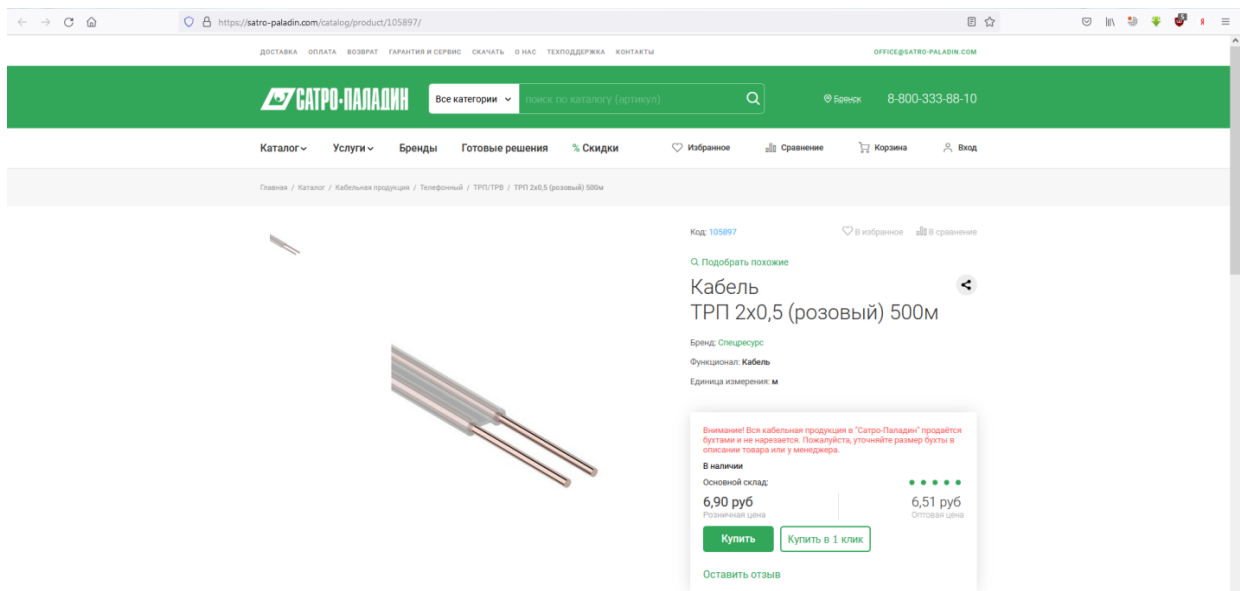 https://satro-paladin.com/catalog/product/105897/
ДОСТАВКА ОПЛАТА ВОЗВРАТ ГАРАНТИЯ И СЕРВИС СКАЧАТЬ О НАС ТЕХПОДДЕРЖКА КОНТАКТЫ OFFICE@SATRO-PALADIN.COM
САТРО-ПАЛАДИН Все категории поиск по каталогу (артикул) Брянск 8-800-333-88-10
Каталог Услуги Бренды Готовые решения % Скидки Избранное Сравнение Корзина Вход
Главная / Каталог / Кабельная продукция / Телефонный / ТРП/ТРВ / ТРП 2х0,5 (розовый) 500м
Код: 105897 В избранное В сравнение
Подобрать похожие
Кабель
ТРП 2х0,5 (розовый) 500м
Бренд: Спецресурс
Функционал: Кабель
Единица измерения: м
Внимание! Вся кабельная продукция в "Сатро-Паладин" продаётся
бухтами и не нарезается. Пожалуйста, уточняйте размер бухты в
описании товара или у менеджера.
В наличии
Основной склад:
6,90 руб 6,51 руб
Розничная цена Оптовая цена
Купить Купить в 1 клик
Оставить отзыв